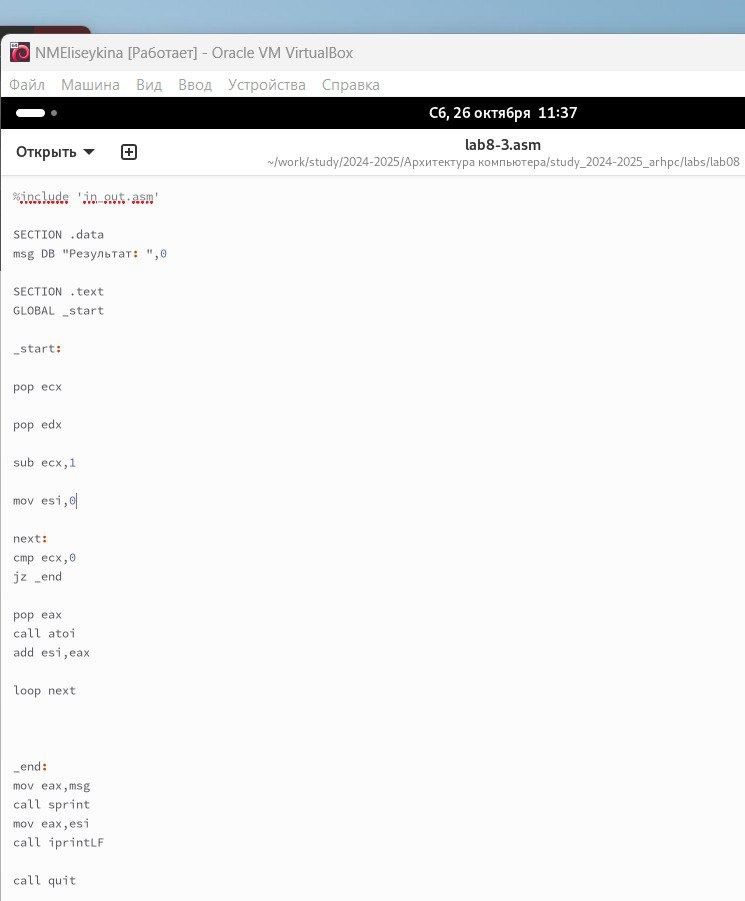 NMEliseykina [Работает] - Oracle VM VirtualBox
Файл Машина Вид Ввод Устройства Справка
Сб, 26 октября 11:37
Открыть
lab8-3.asm
~/work/study/2024-2025/Архитектура компьютера/study_2024-2025_arhpc/labs/lab08
%include 'in_out.asm'
SECTION .data
msg DB "Результат: ",0
SECTION .text
GLOBAL _start
_start:
pop ecx
pop edx
sub ecx,1
mov esi,0
next:
cmp ecx,0
jz _end
pop eax
call atoi
add esi,eax
loop next
_end:
mov eax,msg
call sprint
mov eax,esi
call iprintLF
call quit